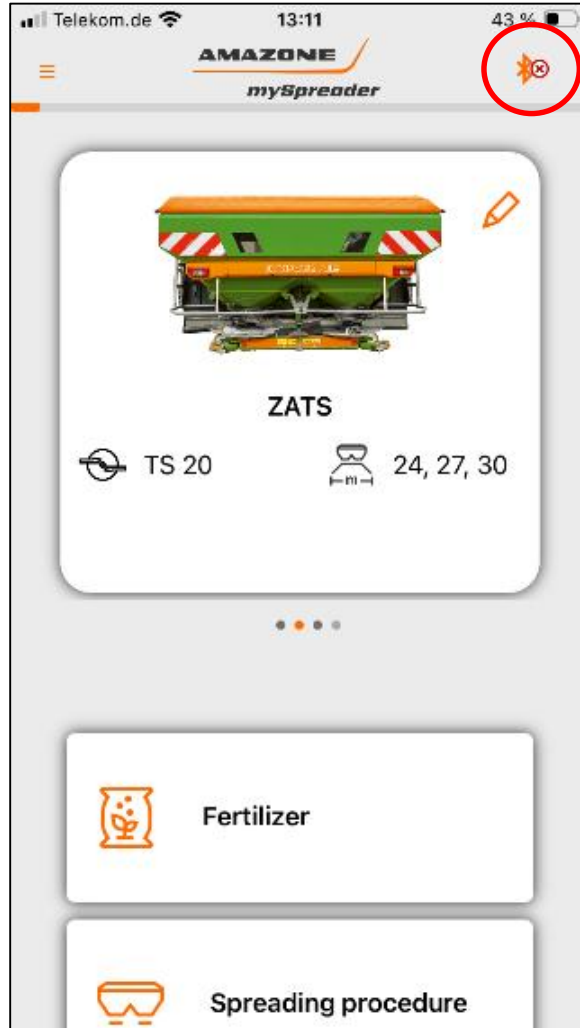 Telekom.de 13:11 43 %
AMAZONE
mySpreader
ZATS
TS 20
m 24, 27, 30
Fertilizer
Spreading procedure